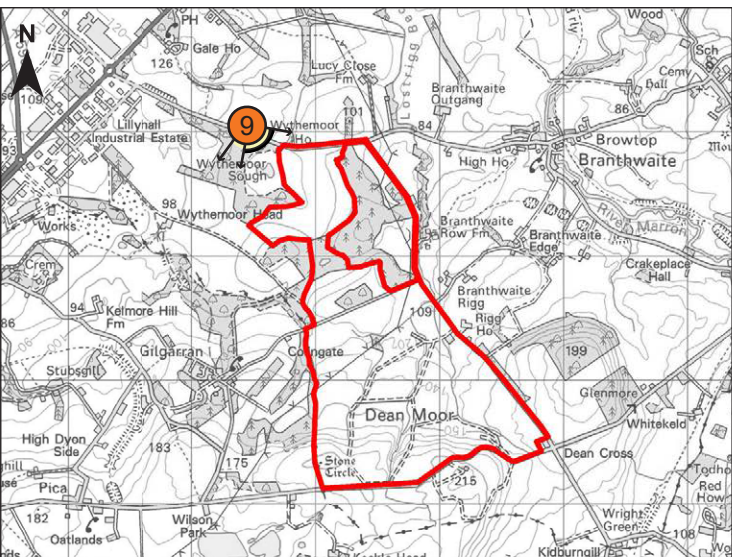 N
PH
Gale Ho
126
Lucy Close
Fm
Lostrigg Beck
Wood
Sch
Cemy
Hall
109
Lillyhall
Industrial Estate
9
Wythemoor
Ho
101
Branthwaite
Outgang
84
86
Browtop
Branthwaite
High Ho
Wythemoor
Sough
98
Wythemoor Head
Works
Branthwaite
Row Fm
River Marron
Branthwaite
Edge
Crakeplace
Hall
Crem
94
Kelmore Hill
Fm
86
Branthwaite
Rigg
Rigg
Ho
109
Gilgarran
Stubsgill
199
Glenmore
Dean Moor
Whitekeld
High Dyon
Side
183
175
Stone
Circle
215
Dean Cross
Pica
182
Oatlands
Wilson
Park
Wright
Green
Red
How
108
Kidburngill